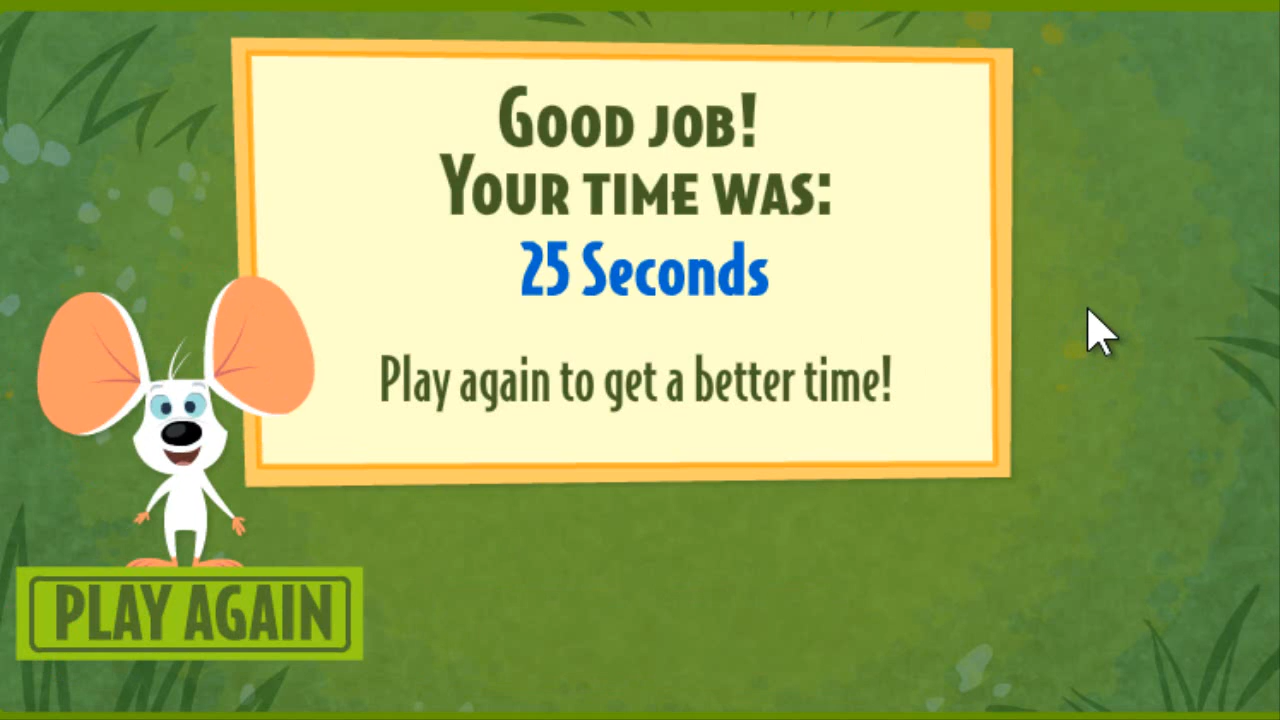 Good job!
Your time was:
25 Seconds
Play again to get a better time!
PLAY AGAIN